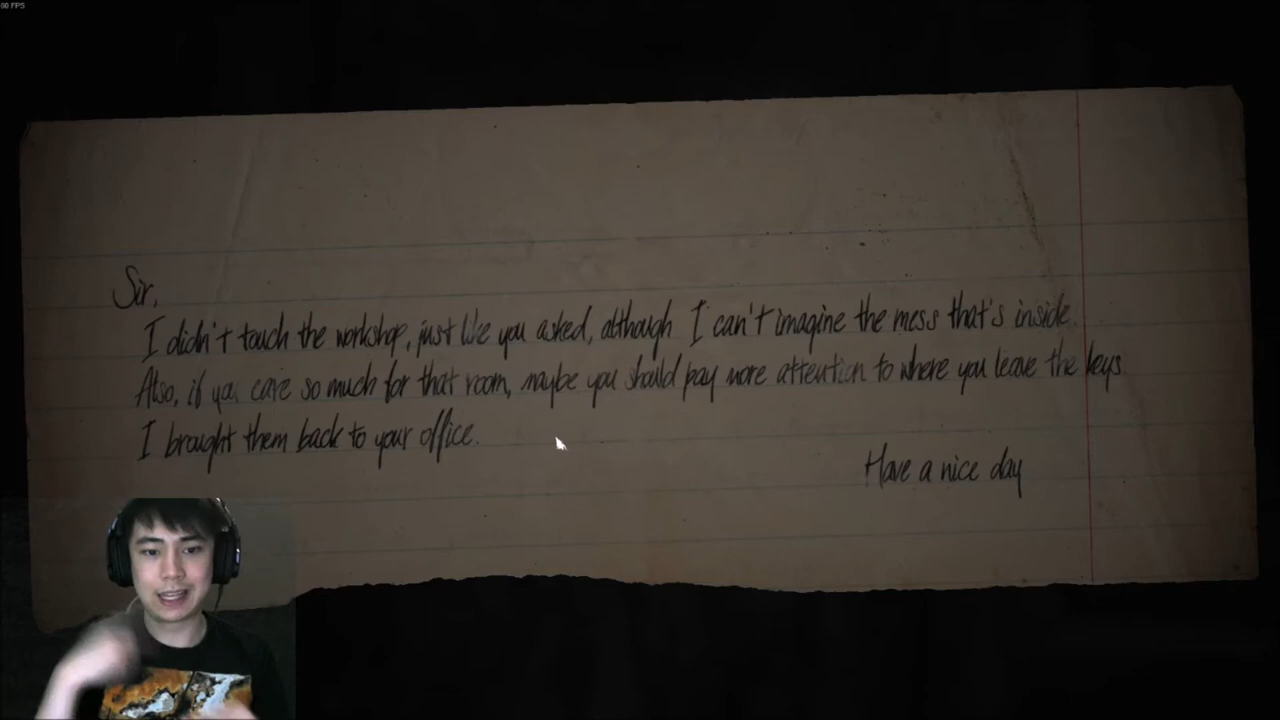 60 FPS
Sir,
I didn't touch the workshop, just like you asked, although I can't imagine the mess that's inside.
Also, if you care so much for that room, maybe you should pay more attention to where you leave the keys.
I brought them back to your office.
Have a nice day